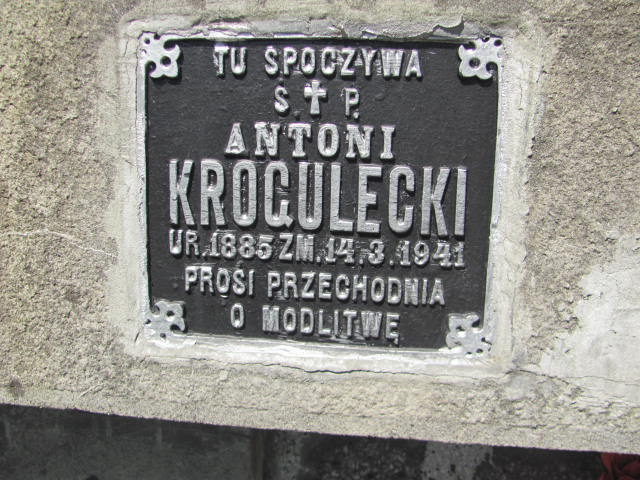 TU SPOCZYWA
Ś. ✝ P.
ANTONI
KROGULECKI
UR. 1885 ZM. 14.3.1941
PROSI PRZECHODNIA
O MODLITWĘ